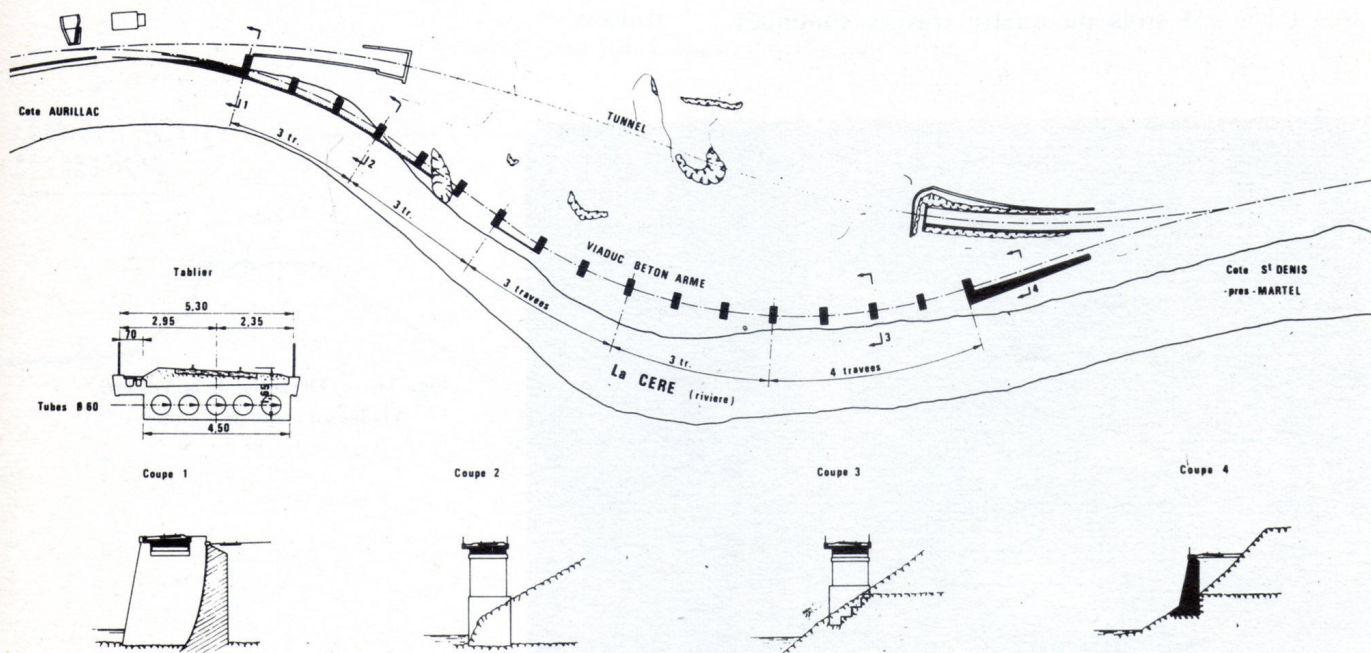 Cote AURILLAC
1
3 tr.
2
3 tr.
TUNNEL
3 travees
VIADUC BETON ARME
3 tr.
4 travees
3
4
La CERE (riviere)
Cote St DENIS
-pres-MARTEL
Tablier
5,30
2,95 2,35
70
Tubes Ø 60
4,50
Coupe 1
Coupe 2
Coupe 3
Coupe 4